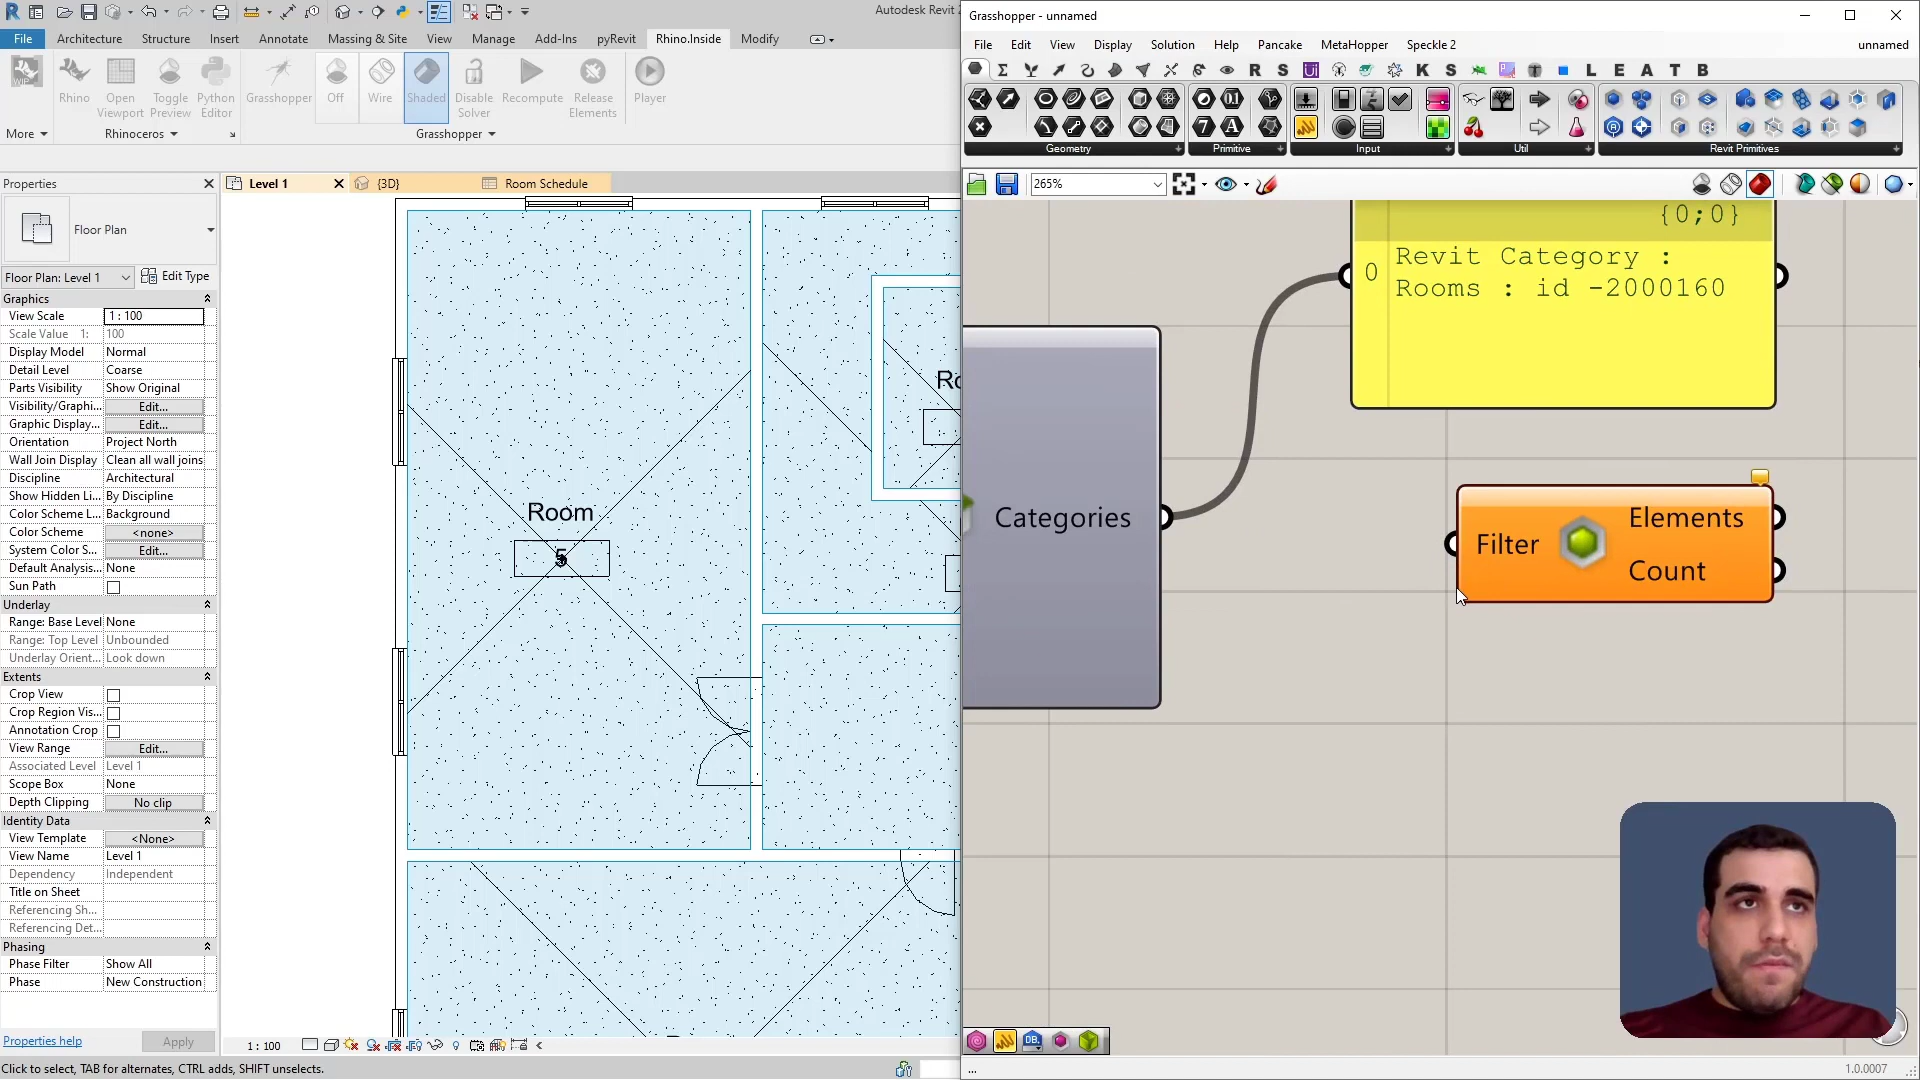 Autodesk Revit 2
File
Architecture
Structure
Insert
Annotate
Massing & Site
View
Manage
Add-Ins
pyRevit
Rhino.Inside
Modify
WIP
Rhino
Open
Viewport
Toggle
Preview
Python
Editor
Grasshopper
Off
Wire
Shaded
Disable
Solver
Recompute
Release
Elements
Player
More
Rhinoceros
Grasshopper
Properties
Floor Plan
Floor Plan: Level 1
Edit Type
Graphics
View Scale
1 : 100
Scale Value 1:
100
Display Model
Normal
Detail Level
Coarse
Parts Visibility
Show Original
Visibility/Graphi...
Edit...
Graphic Display...
Edit...
Orientation
Project North
Wall Join Display
Clean all wall joins
Discipline
Architectural
Show Hidden Li...
By Discipline
Color Scheme L...
Background
Color Scheme
<none>
System Color S...
Edit...
Default Analysis...
None
Sun Path
Underlay
Range: Base Level
None
Range: Top Level
Unbounded
Underlay Orient...
Look down
Extents
Crop View
Crop Region Vis...
Annotation Crop
View Range
Edit...
Associated Level
Level 1
Scope Box
None
Depth Clipping
No clip
Identity Data
View Template
<None>
View Name
Level 1
Dependency
Independent
Title on Sheet
Referencing Sh...
Referencing Det...
Phasing
Phase Filter
Show All
Phase
New Construction
Properties help
Apply
Level 1
{3D}
Room Schedule
Room
5
Ro
1 : 100
Click to select, TAB for alternates, CTRL adds, SHIFT unselects.
Grasshopper - unnamed
File
Edit
View
Display
Solution
Help
Pancake
MetaHopper
Speckle 2
unnamed
R S
K S
L E A T B
Geometry
Primitive
Input
Util
Revit Primitives
265%
{0;0}
0
Revit Category :
Rooms : id -2000160
Categories
Filter
Elements
Count
DB.
...
1.0.0007